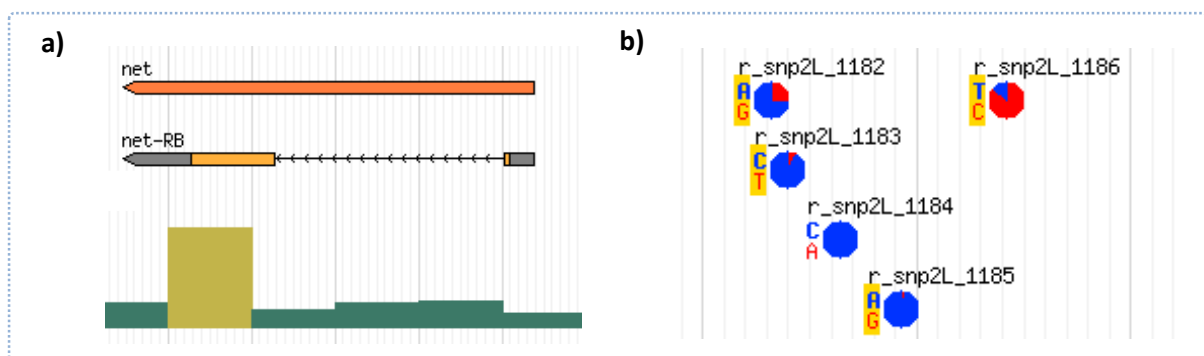 a)
net
net-RB
b)
r_snp2L_1182
A
G
r_snp2L_1186
T
C
r_snp2L_1183
C
T
r_snp2L_1184
C
A
r_snp2L_1185
A
G